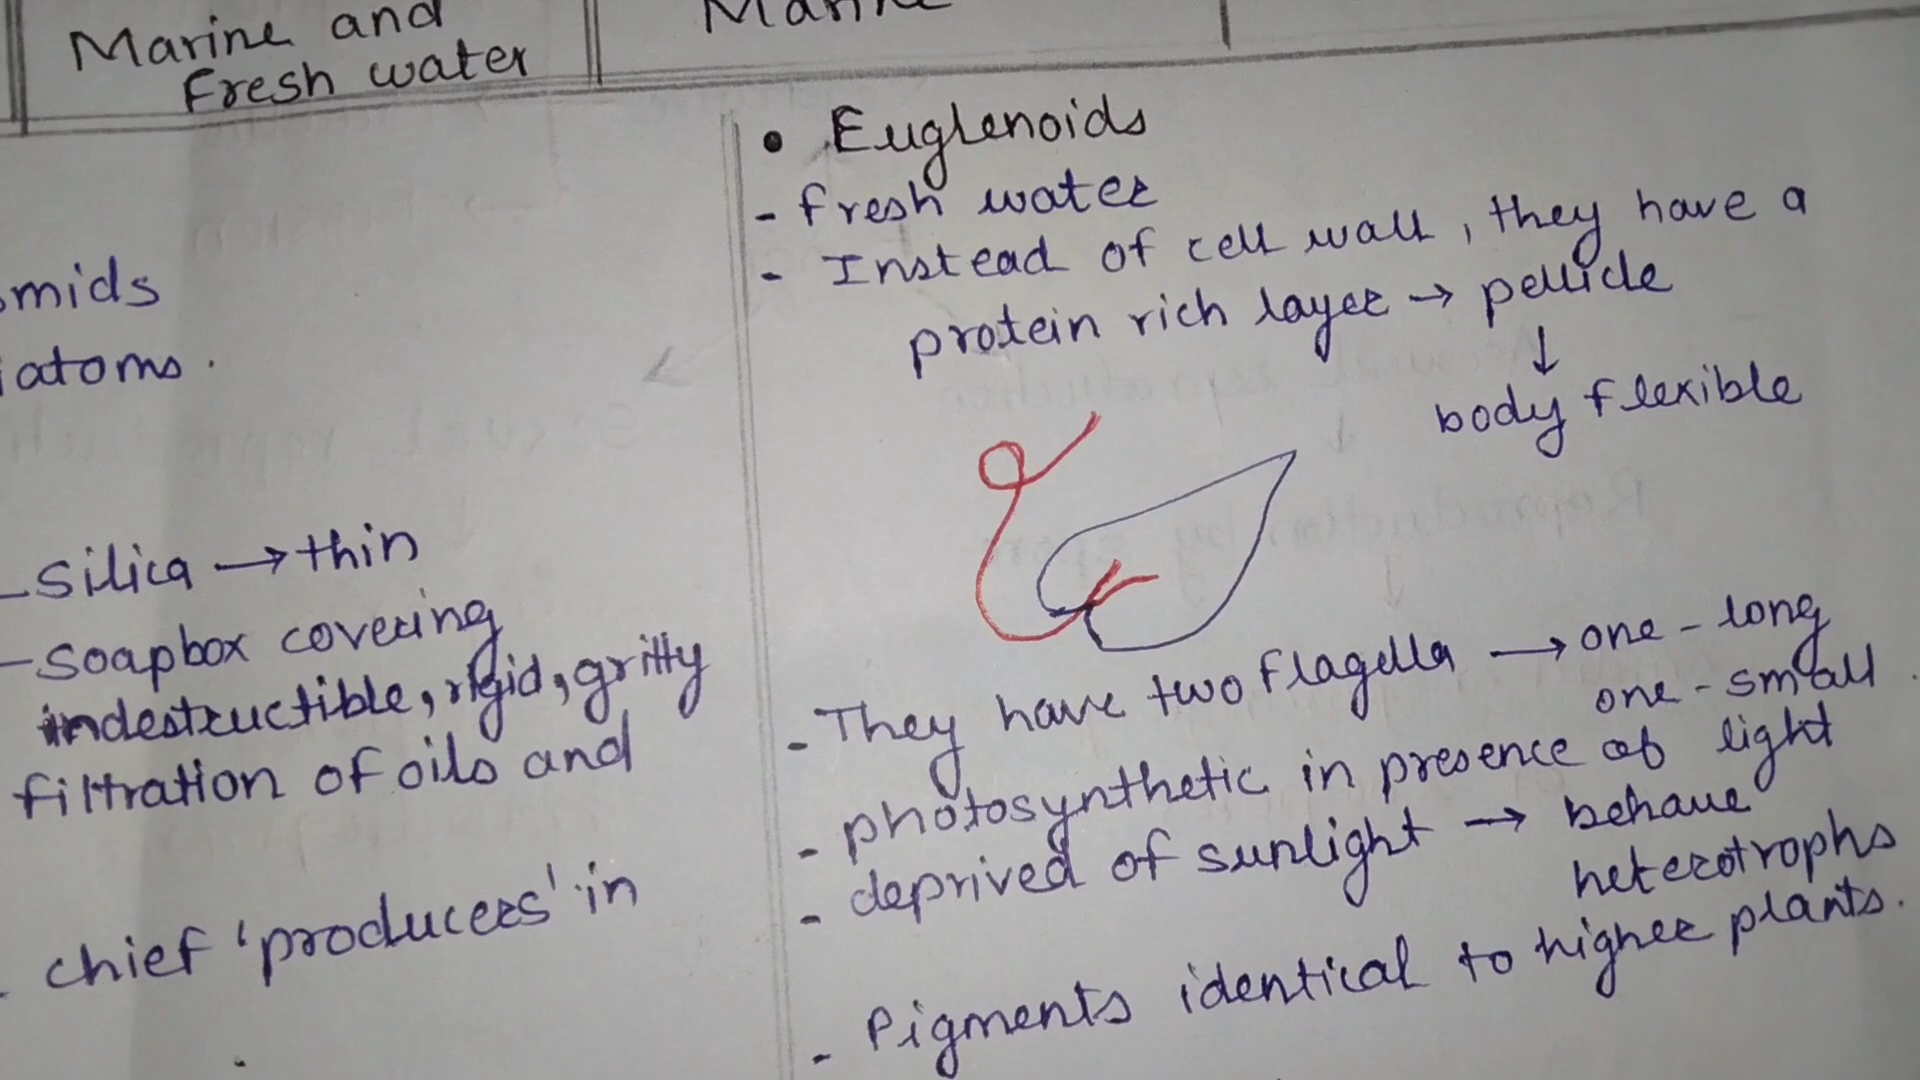 Marine and
Fresh water
Marine
mids
iatoms.
- Silica → thin
- soapbox covering
indestructible, rigid, gritty
filtration of oils and
chief 'producers' in
• Euglenoids
- fresh water
- Instead of cell wall, they have a
protein rich layer → pellicle
↓
body flexible
- They have two flagella → one - long
one - small
- photosynthetic in presence of light
- deprived of sunlight → behave
heterotrophs
- Pigments identical to higher plants.